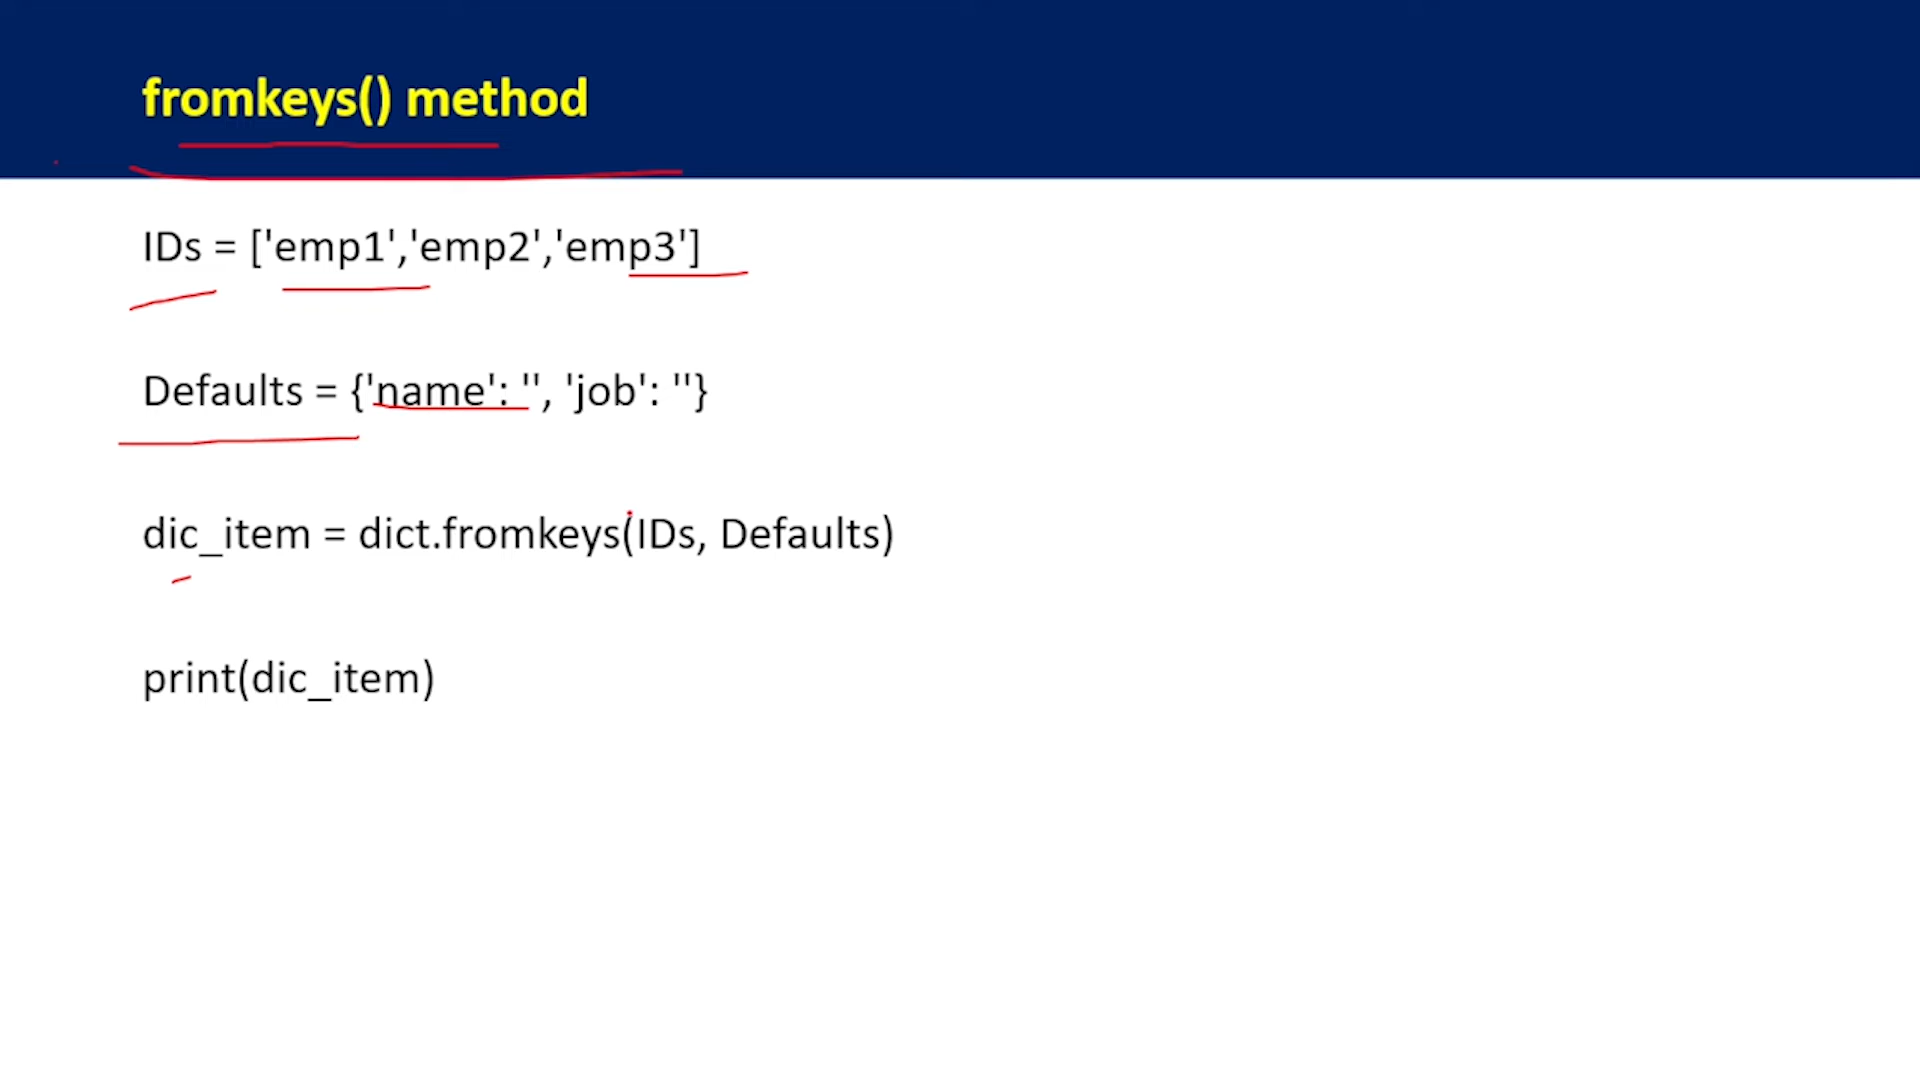 fromkeys() method
IDs = ['emp1','emp2','emp3']
Defaults = {'name': '', 'job': ''}
dic_item = dict.fromkeys(IDs, Defaults)
print(dic_item)